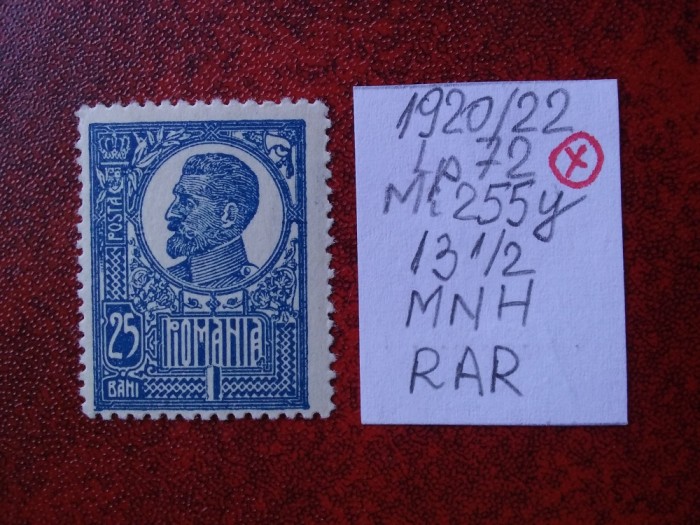 POSTA
25
BANI
ROMANIA
1920/22
Lp 72 x
Mi 255y
13 1/2
MNH
RAR